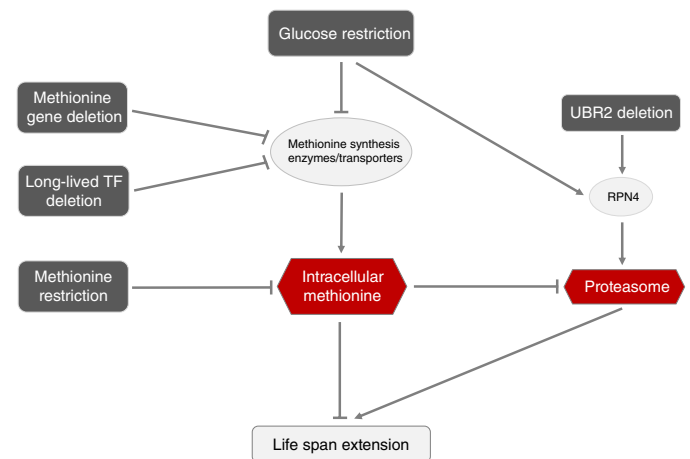 Glucose restriction
Methionine
gene deletion
UBR2 deletion
Methionine synthesis
enzymes/transporters
Long-lived TF
deletion
RPN4
Methionine
restriction
Intracellular
methionine
Proteasome
Life span extension